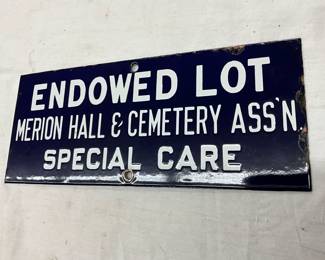 ENDOWED LOT
MERION HALL & CEMETERY ASS'N
SPECIAL CARE